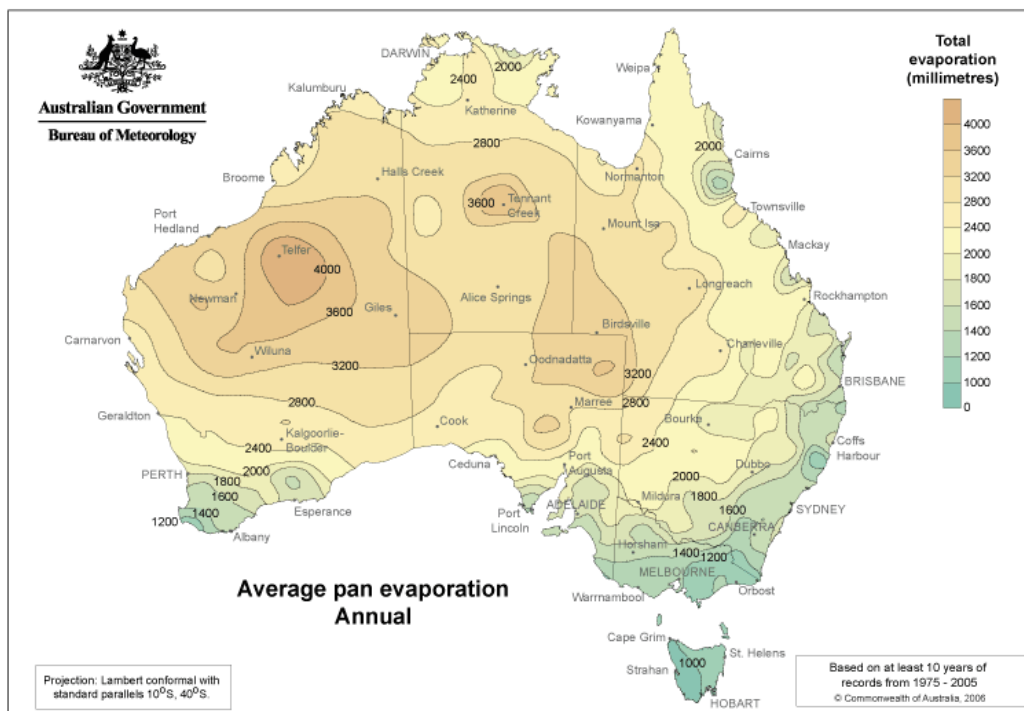 Australian Government
Bureau of Meteorology
Total
evaporation
(millimetres)
4000
3600
3200
2800
2400
2000
1800
1600
1400
1200
1000
0
DARWIN
2000
2400
Weipa
Kalumburu
Katherine
Kowanyama
2800
2000
Cairns
Broome
Halls Creek
Normanton
3600
Tennant
Creek
Townsville
Port
Hedland
Mount Isa
Mackay
Telfer
4000
Newman
Alice Springs
Longreach
Rockhampton
3600
Giles
Carnarvon
Birdsville
Wiluna
Charleville
3200
Oodnadatta
3200
BRISBANE
2800
Marree
2800
Geraldton
Cook
Bourke
Kalgoorlie-
Boulder
2400
2400
Coffs
Harbour
PERTH
2000
Ceduna
Port
Augusta
Dubbo
1800
2000
1600
Mildura
1800
1400
1200
Esperance
Port
Lincoln
ADELAIDE
1600
SYDNEY
Albany
CANBERRA
Horsham
1400
1200
MELBOURNE
Warrnambool
Orbost
Average pan evaporation
Annual
Cape Grim
St. Helens
Strahan
1000
HOBART
Projection: Lambert conformal with
standard parallels 10°S, 40°S.
Based on at least 10 years of
records from 1975 - 2005
© Commonwealth of Australia, 2006